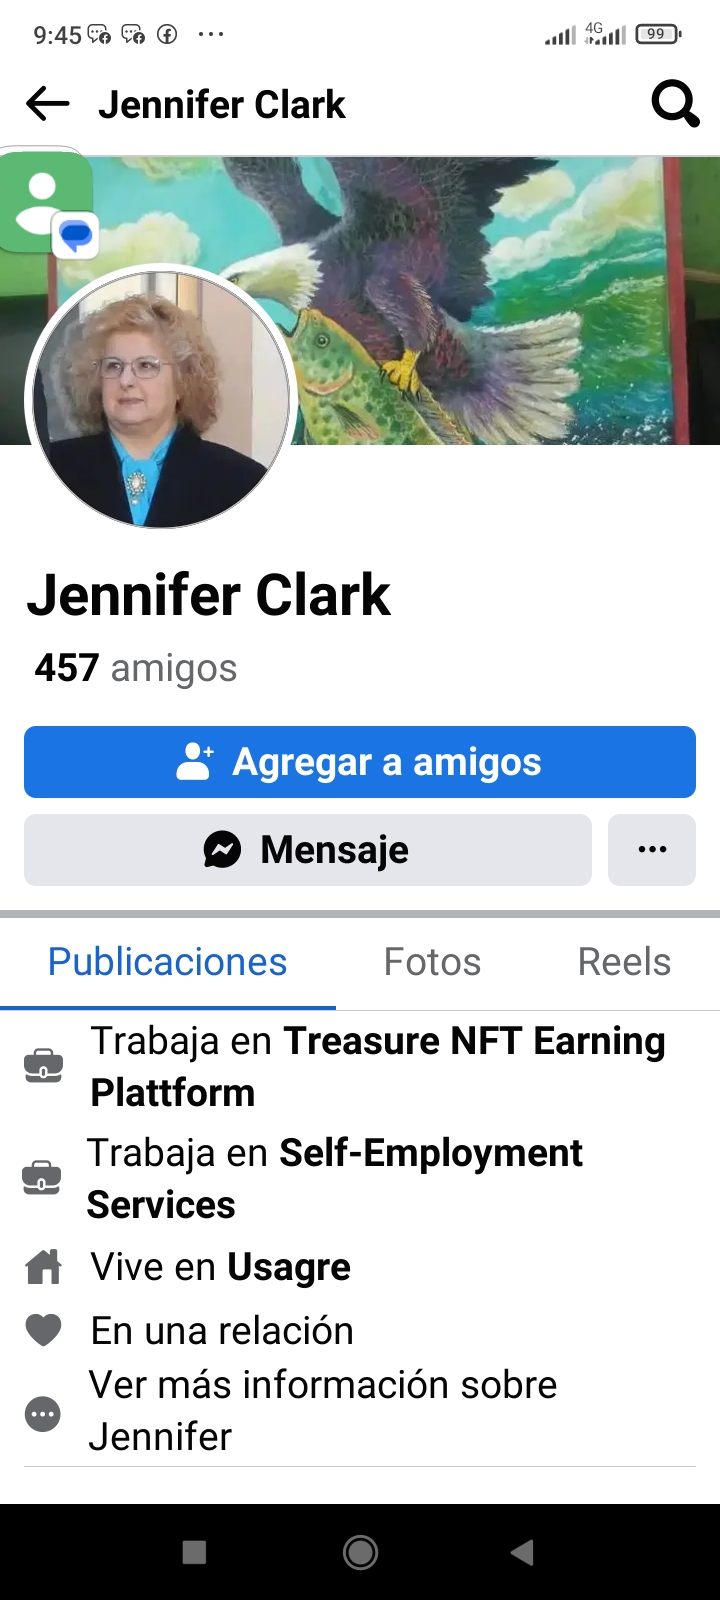 9:45
4G
99
Jennifer Clark
Jennifer Clark
457 amigos
Agregar a amigos
Mensaje
Publicaciones
Fotos
Reels
Trabaja en Treasure NFT Earning
Plattform
Trabaja en Self-Employment
Services
Vive en Usagre
En una relación
Ver más información sobre
Jennifer